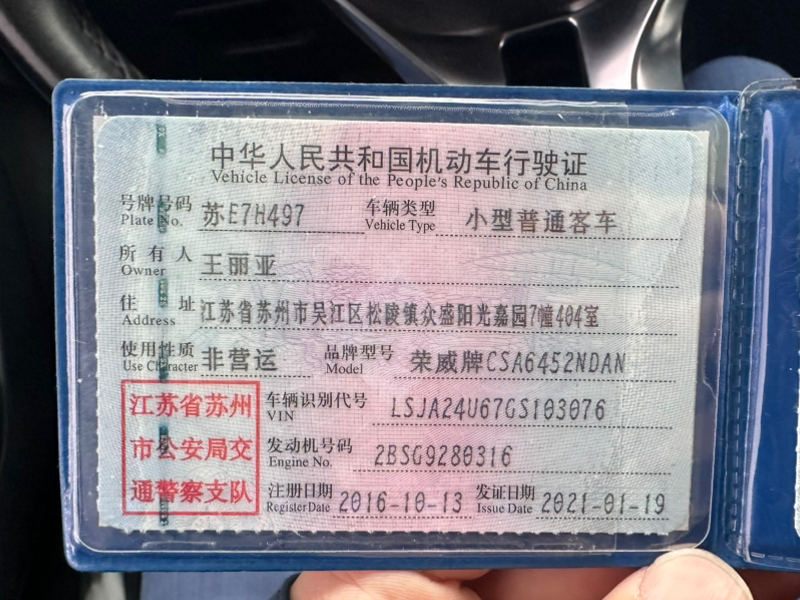 中华人民共和国机动车行驶证
Vehicle License of the People's Republic of China
号牌号码 苏E7H497 车辆类型 小型普通客车
Plate No. Vehicle Type
所有人 王丽亚
Owner
住址 江苏省苏州市吴江区松陵镇众盛阳光嘉园7幢404室
Address
使用性质 非营运 品牌型号 荣威牌CSA6452NDAN
Use Character Model
江苏省苏州 车辆识别代号 LSJA24U67GS103076
VIN
市公安局交 发动机号码 2BSG9280316
Engine No.
通警察支队 注册日期 2016-10-13 发证日期 2021-01-19
Register Date Issue Date